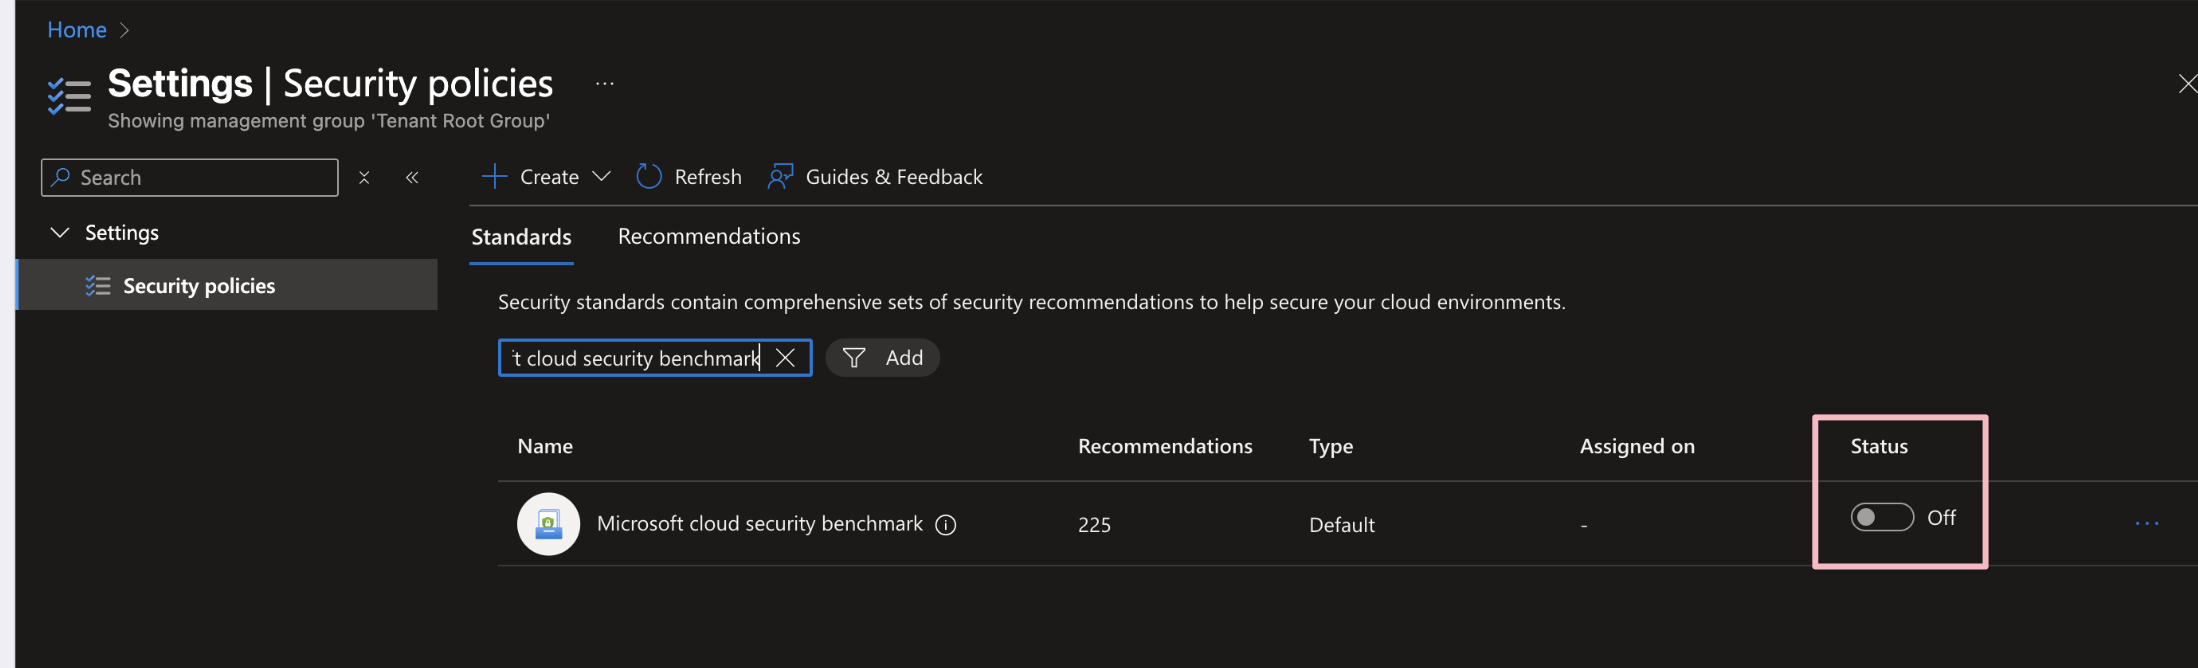 Home
Settings | Security policies ...
Showing management group 'Tenant Root Group'
Search
Create
Refresh
Guides & Feedback
Settings
Security policies
Standards
Recommendations
Security standards contain comprehensive sets of security recommendations to help secure your cloud environments.
t cloud security benchmark
Add
Name
Recommendations
Type
Assigned on
Status
Microsoft cloud security benchmark
225
Default
-
Off
...